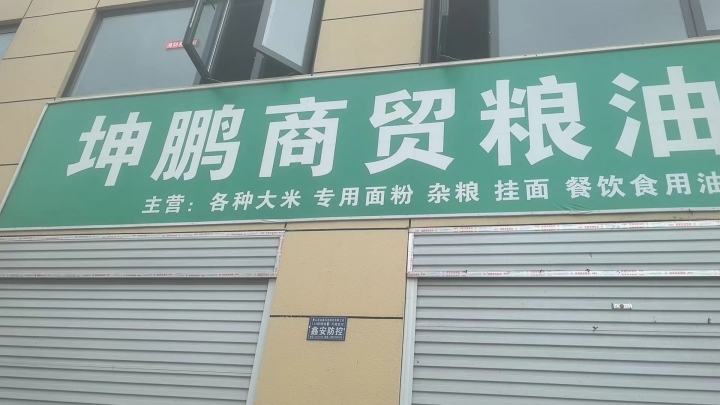 坤鹏商贸粮油
主营：各种大米 专用面粉 杂粮 挂面 餐饮食用油
鑫安防控